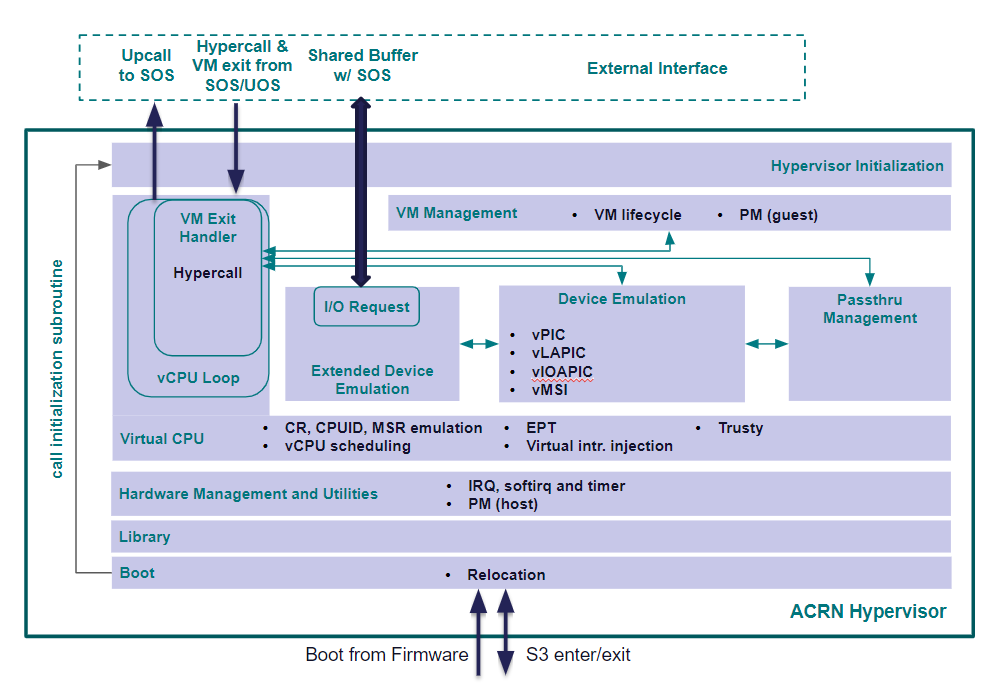 Upcall
to SOS
Hypercall &
VM exit from
SOS/UOS
Shared Buffer
w/ SOS
External Interface
Hypervisor Initialization
VM Management
• VM lifecycle
• PM (guest)
VM Exit
Handler
Hypercall
vCPU Loop
I/O Request
Extended Device
Emulation
Device Emulation
• vPIC
• vLAPIC
• vIOAPIC
• vMSI
Passthru
Management
call initialization subroutine
Virtual CPU
• CR, CPUID, MSR emulation
• vCPU scheduling
• EPT
• Virtual intr. injection
• Trusty
Hardware Management and Utilities
• IRQ, softirq and timer
• PM (host)
Library
Boot
• Relocation
ACRN Hypervisor
Boot from Firmware
S3 enter/exit